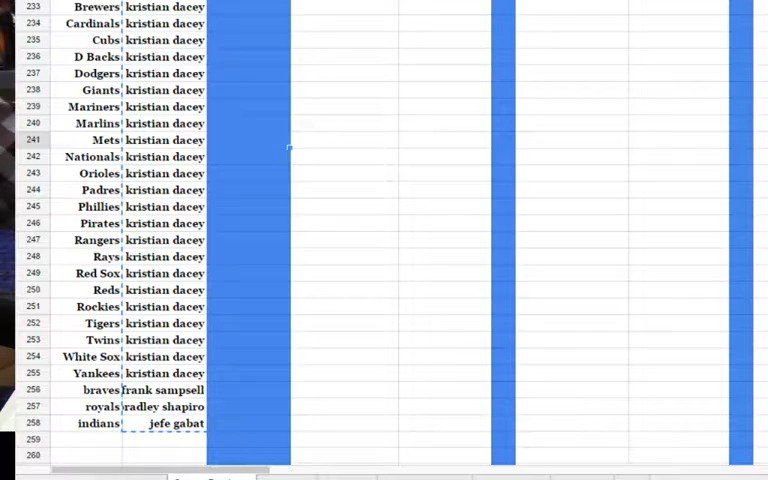 233 Brewers kristian dacey
234 Cardinals kristian dacey
235 Cubs kristian dacey
236 D Backs kristian dacey
237 Dodgers kristian dacey
238 Giants kristian dacey
239 Mariners kristian dacey
240 Marlins kristian dacey
241 Mets kristian dacey
242 Nationals kristian dacey
243 Orioles kristian dacey
244 Padres kristian dacey
245 Phillies kristian dacey
246 Pirates kristian dacey
247 Rangers kristian dacey
248 Rays kristian dacey
249 Red Sox kristian dacey
250 Reds kristian dacey
251 Rockies kristian dacey
252 Tigers kristian dacey
253 Twins kristian dacey
254 White Sox kristian dacey
255 Yankees kristian dacey
256 braves frank sampsell
257 royals radley shapiro
258 indians jefe gabat
259
260